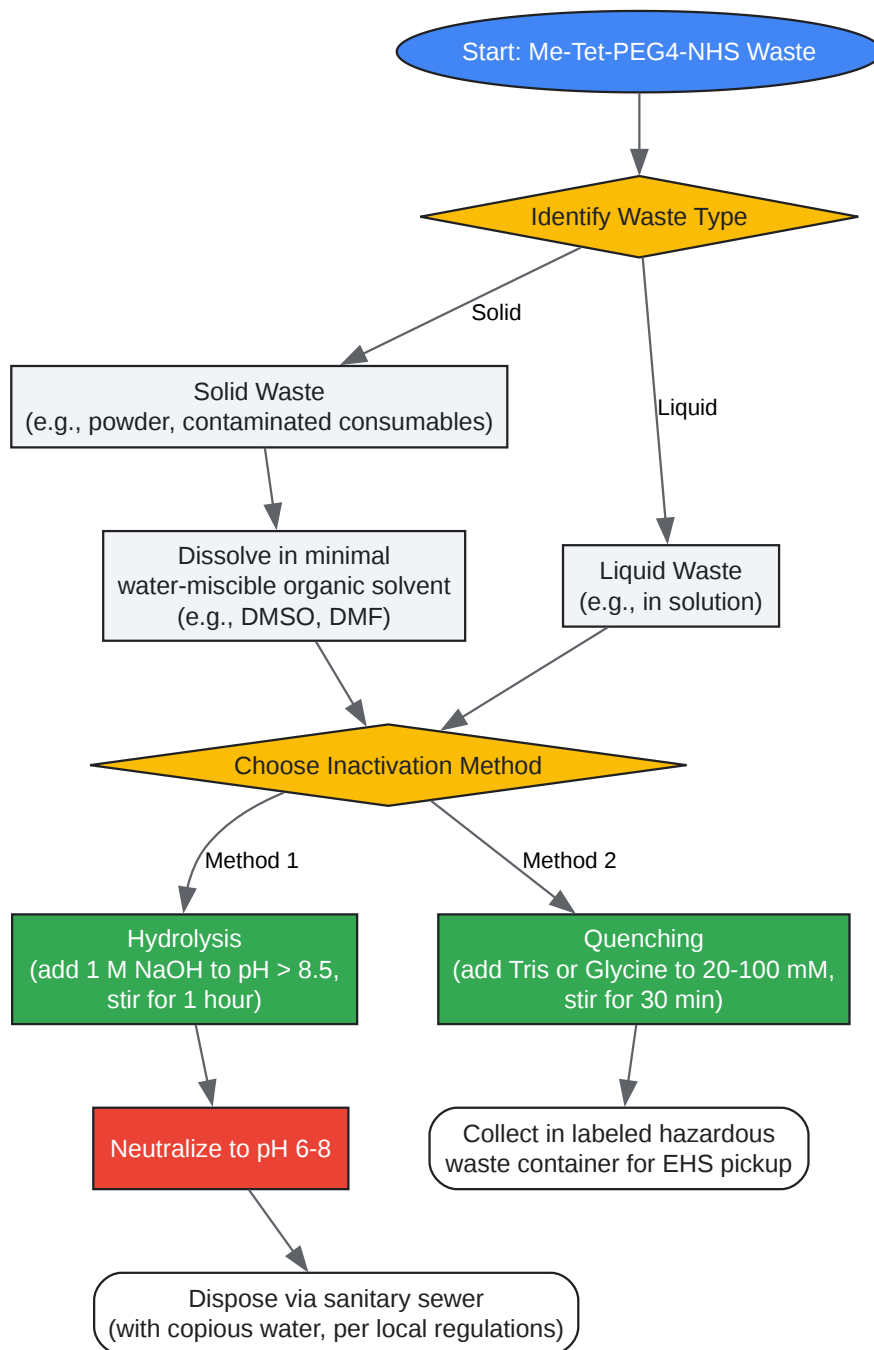 Start: Me-Tet-PEG4-NHS Waste
Identify Waste Type
Solid
Solid Waste
(e.g., powder, contaminated consumables)
Liquid
Dissolve in minimal
water-miscible organic solvent
(e.g., DMSO, DMF)
Liquid Waste
(e.g., in solution)
Choose Inactivation Method
Method 1
Method 2
Hydrolysis
(add 1 M NaOH to pH > 8.5,
stir for 1 hour)
Quenching
(add Tris or Glycine to 20-100 mM,
stir for 30 min)
Neutralize to pH 6-8
Collect in labeled hazardous
waste container for EHS pickup
Dispose via sanitary sewer
(with copious water, per local regulations)